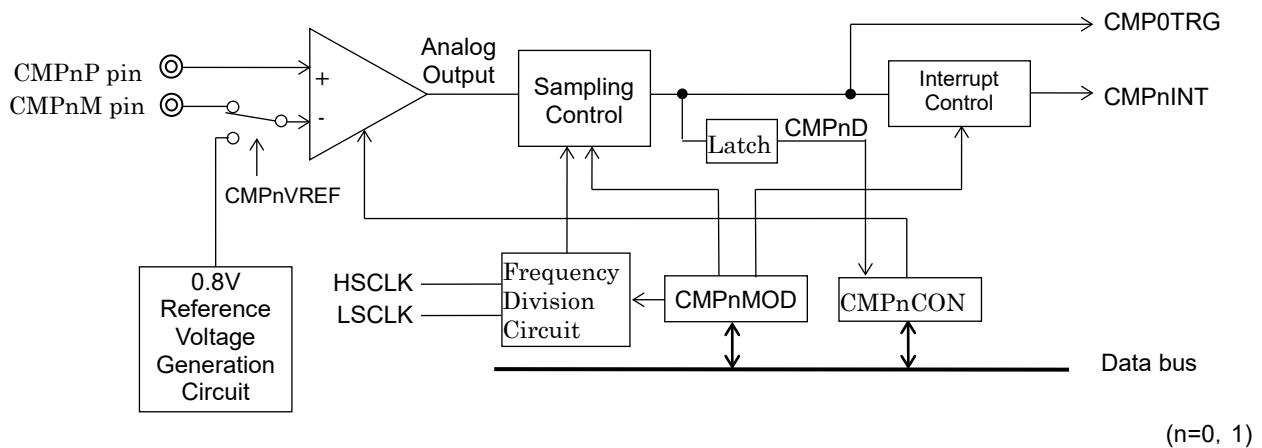 CMP0TRG
CMPnP pin
CMPnM pin
+
-
Analog
Output
Sampling
Control
Interrupt
Control
CMPnINT
Latch
CMPnD
CMPnVREF
0.8V
Reference
Voltage
Generation
Circuit
HSCLK
LSCLK
Frequency
Division
Circuit
CMPnMOD
CMPnCON
Data bus
(n=0, 1)